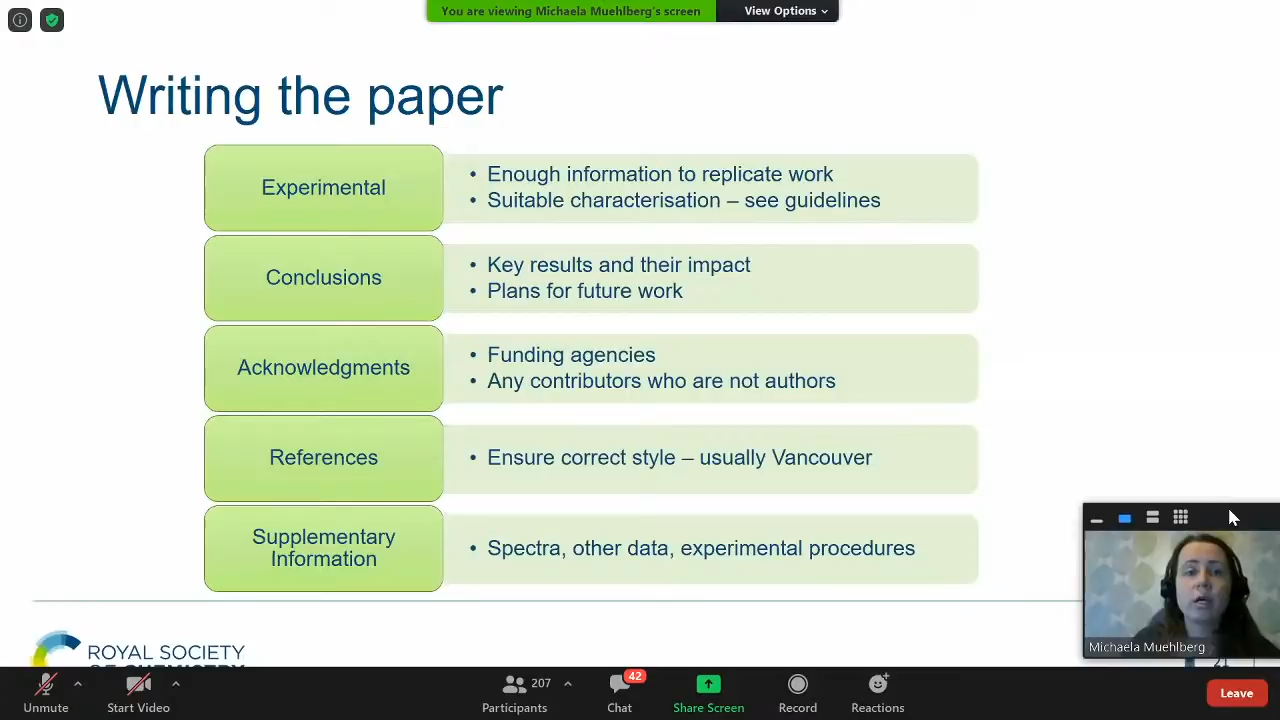 You are viewing Michaela Muehlberg's screen
View Options
Writing the paper
Experimental
• Enough information to replicate work
• Suitable characterisation – see guidelines
Conclusions
• Key results and their impact
• Plans for future work
Acknowledgments
• Funding agencies
• Any contributors who are not authors
References
• Ensure correct style – usually Vancouver
Supplementary
Information
• Spectra, other data, experimental procedures
Michaela Muehlberg
ROYAL SOCIETY
OF CHEMISTRY
21
Unmute
Start Video
207
Participants
42
Chat
Share Screen
Record
Reactions
Leave